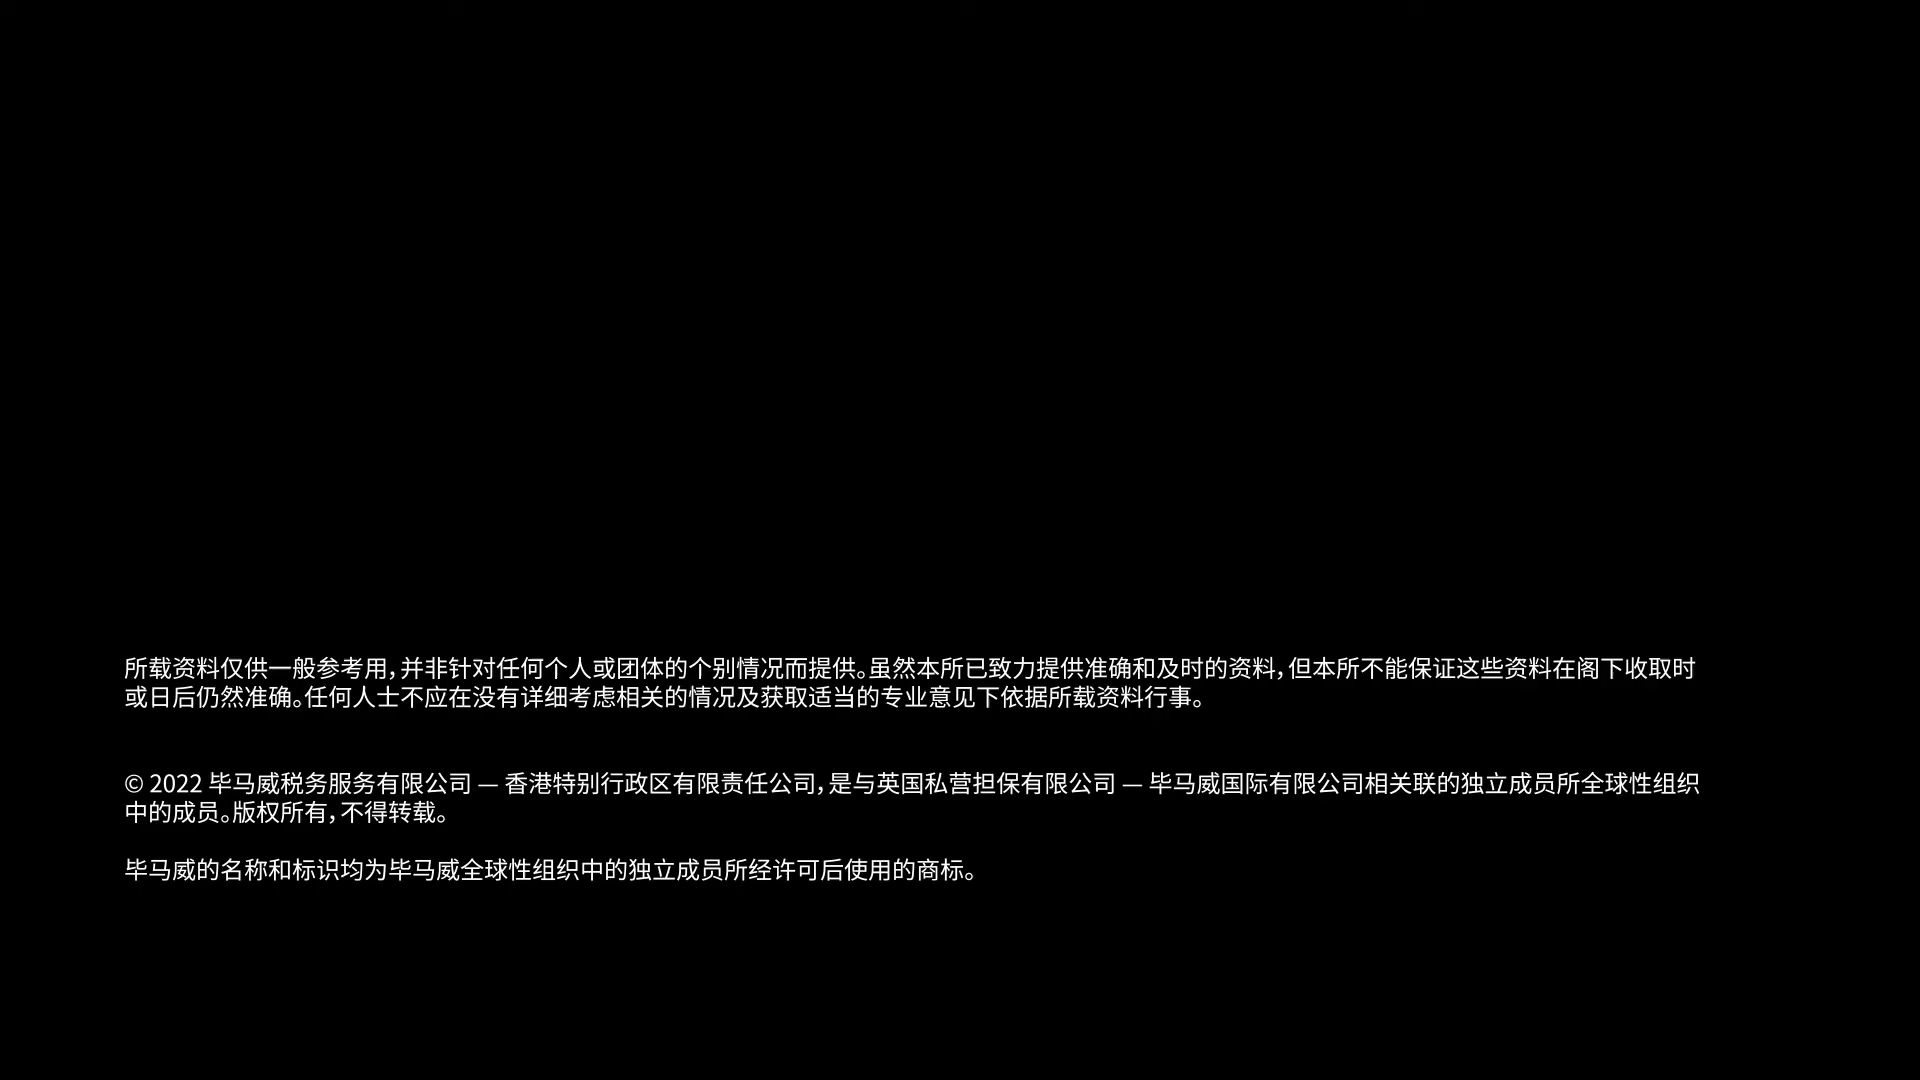 所载资料仅供一般参考用，并非针对任何个人或团体的个别情况而提供。虽然本所已致力提供准确和及时的资料，但本所不能保证这些资料在阁下收取时
或日后仍然准确。任何人士不应在没有详细考虑相关的情况及获取适当的专业意见下依据所载资料行事。
© 2022 毕马威税务服务有限公司 — 香港特别行政区有限责任公司，是与英国私营担保有限公司 — 毕马威国际有限公司相关联的独立成员所全球性组织
中的成员。版权所有，不得转载。
毕马威的名称和标识均为毕马威全球性组织中的独立成员所经许可后使用的商标。